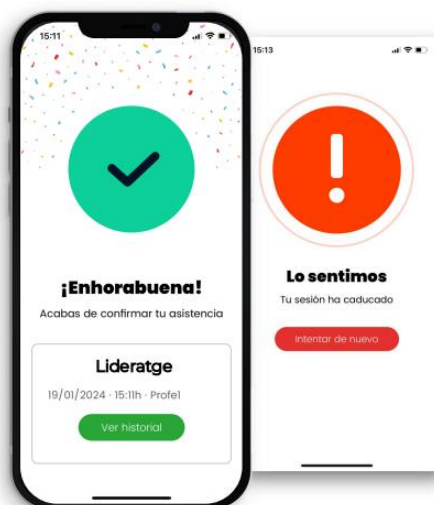 15:11
¡Enhorabuena!
Acabas de confirmar tu asistencia
Lideratge
19/01/2024 · 15:11h · Profe1
Ver historial
15:13
Lo sentimos
Tu sesión ha caducado
Intentar de nuevo